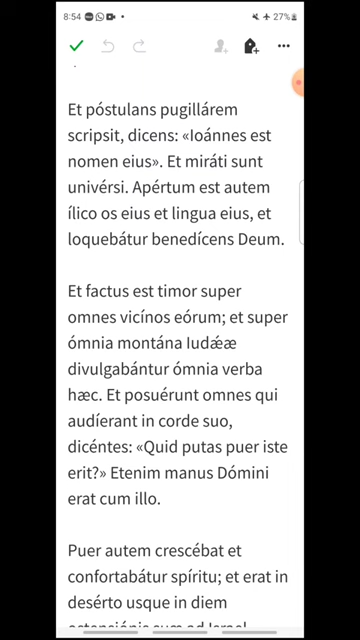 8:54
27%
Et póstulans pugillárem
scripsit, dicens: «Ioánnes est
nomen eius». Et miráti sunt
univérsi. Apértum est autem
ílico os eius et lingua eius, et
loquebátur benedícens Deum.
Et factus est timor super
omnes vicínos eórum; et super
ómnia montána Iudǽæ
divulgabántur ómnia verba
hæc. Et posuérunt omnes qui
audíerant in corde suo,
dicéntes: «Quid putas puer iste
erit?» Etenim manus Dómini
erat cum illo.
Puer autem crescébat et
confortabátur spíritu; et erat in
desérto usque in diem